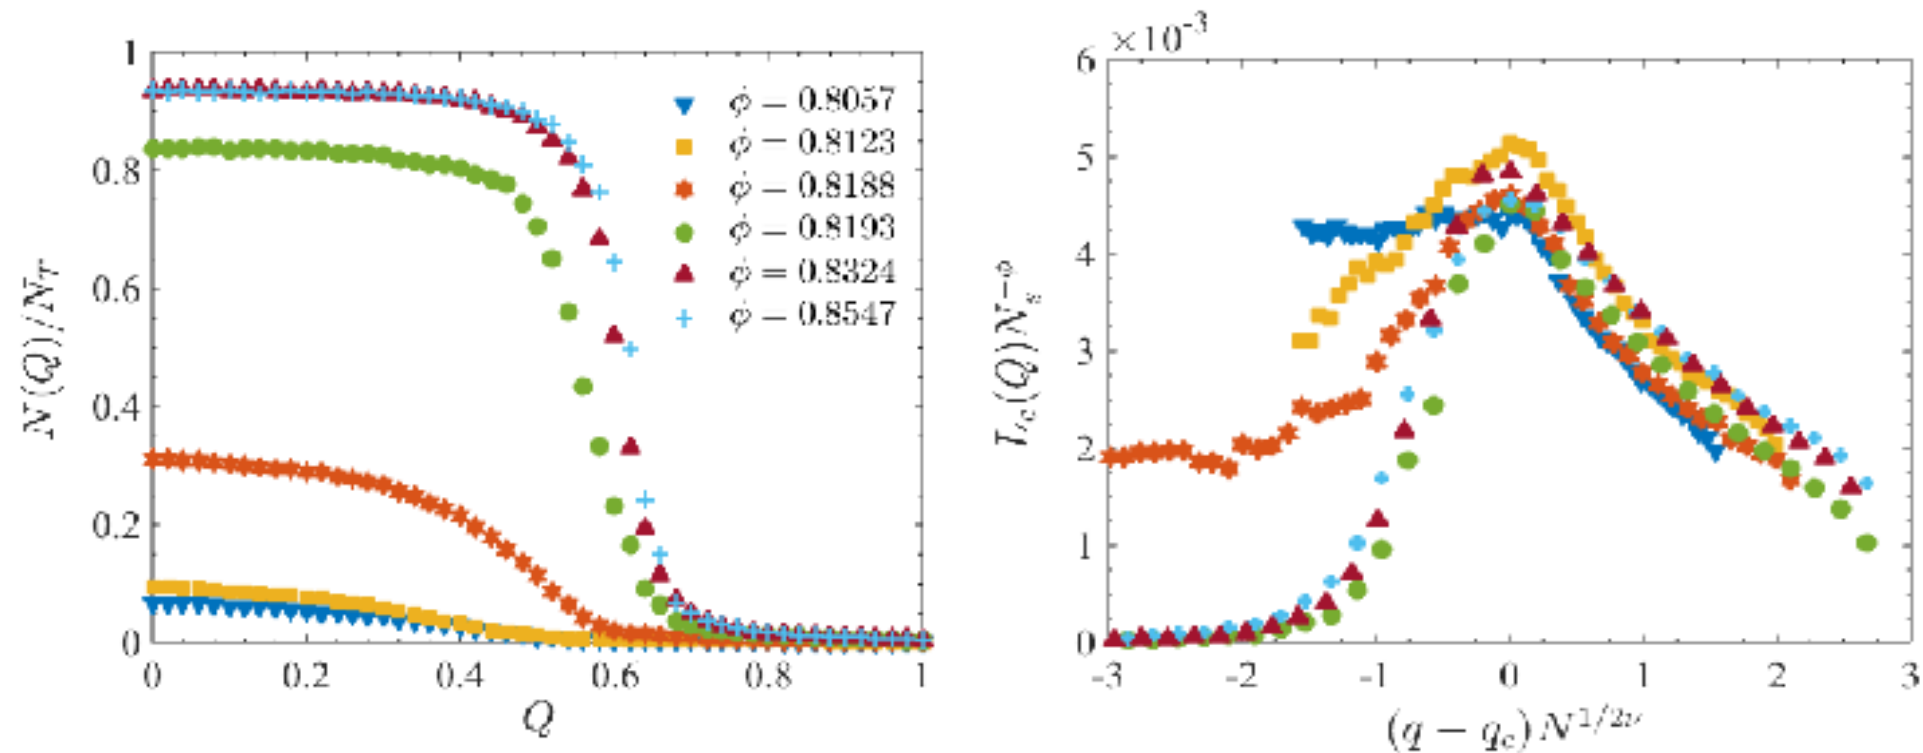 1
0.8
0.6
0.4
0.2
0
N(Q)/N_T
0 0.2 0.4 0.6 0.8 1
Q
ϕ = 0.8057
ϕ = 0.8123
ϕ = 0.8188
ϕ = 0.8193
ϕ = 0.8324
ϕ = 0.8547
×10^-3
6
5
4
3
2
1
0
(Q)N_s^{-ϕ}
-3 -2 -1 0 1 2 3
(q − q_c) N^{1/2ν}